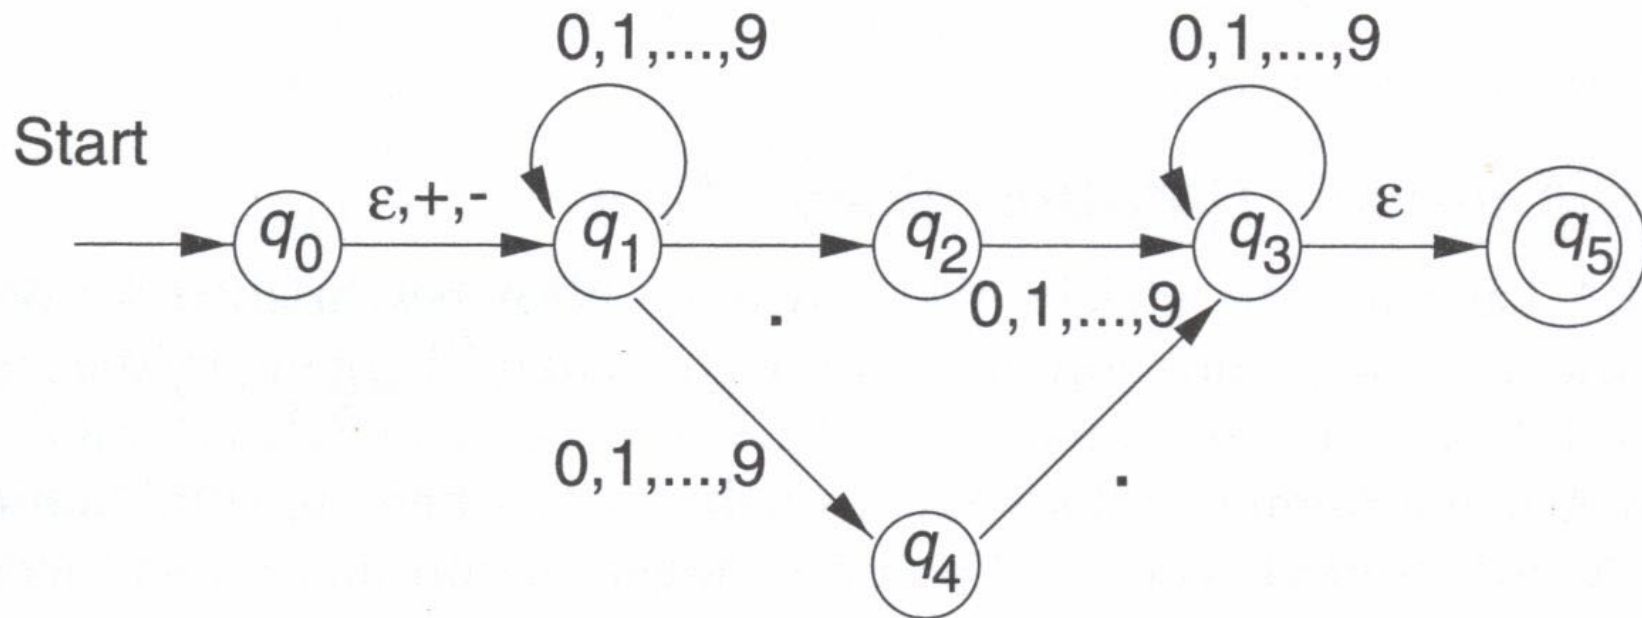 0,1,...,9
0,1,...,9
Start
ε,+,-
ε
q0
q1
q2
q3
q5
.
0,1,...,9
0,1,...,9
.
q4